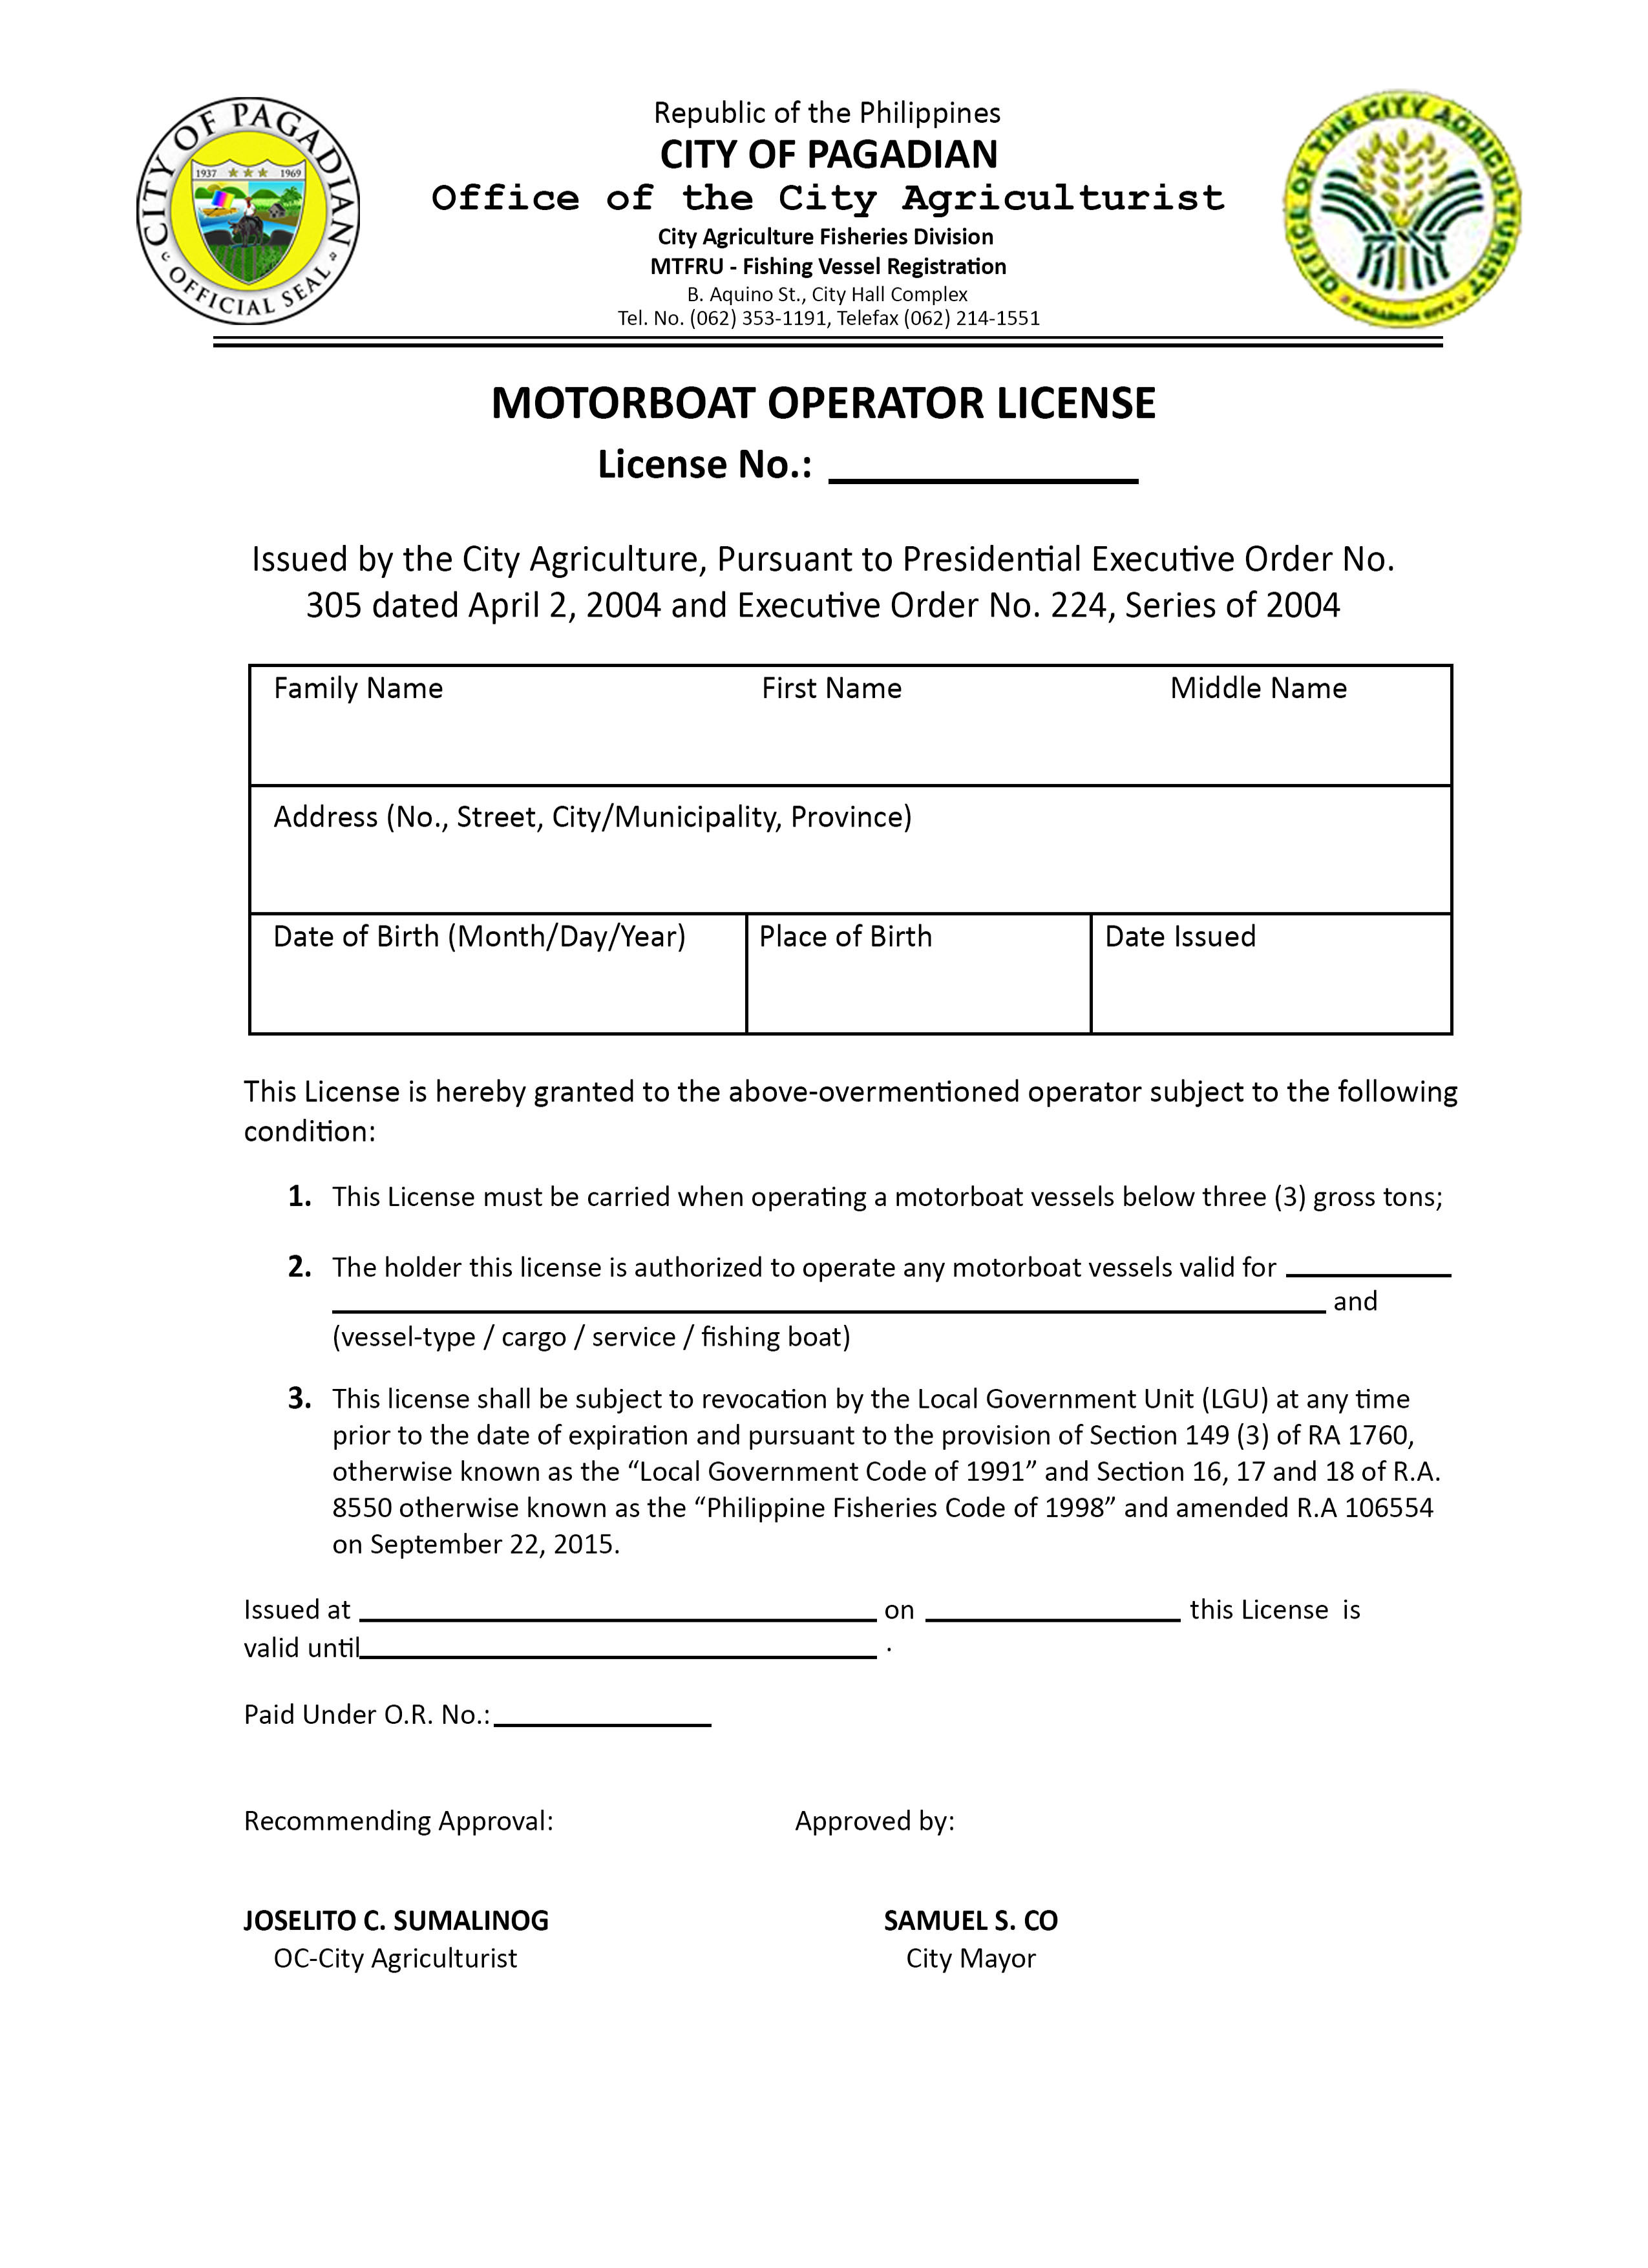 CITY OF PAGADIAN
1937 1969
OFFICIAL SEAL
Republic of the Philippines
CITY OF PAGADIAN
Office of the City Agriculturist
City Agriculture Fisheries Division
MTFRU - Fishing Vessel Registration
B. Aquino St., City Hall Complex
Tel. No. (062) 353-1191, Telefax (062) 214-1551
OFFICE OF THE CITY AGRICULTURIST
PAGADIAN CITY
MOTORBOAT OPERATOR LICENSE
License No.:
Issued by the City Agriculture, Pursuant to Presidential Executive Order No.
305 dated April 2, 2004 and Executive Order No. 224, Series of 2004
Family Name First Name Middle Name
Address (No., Street, City/Municipality, Province)
Date of Birth (Month/Day/Year) Place of Birth Date Issued
This License is hereby granted to the above-overmentioned operator subject to the following
condition:
1. This License must be carried when operating a motorboat vessels below three (3) gross tons;
2. The holder this license is authorized to operate any motorboat vessels valid for
and
(vessel-type / cargo / service / fishing boat)
3. This license shall be subject to revocation by the Local Government Unit (LGU) at any time
prior to the date of expiration and pursuant to the provision of Section 149 (3) of RA 1760,
otherwise known as the “Local Government Code of 1991” and Section 16, 17 and 18 of R.A.
8550 otherwise known as the “Philippine Fisheries Code of 1998” and amended R.A 106554
on September 22, 2015.
Issued at on this License is
valid until .
Paid Under O.R. No.:
Recommending Approval: Approved by:
JOSELITO C. SUMALINOG SAMUEL S. CO
OC-City Agriculturist City Mayor